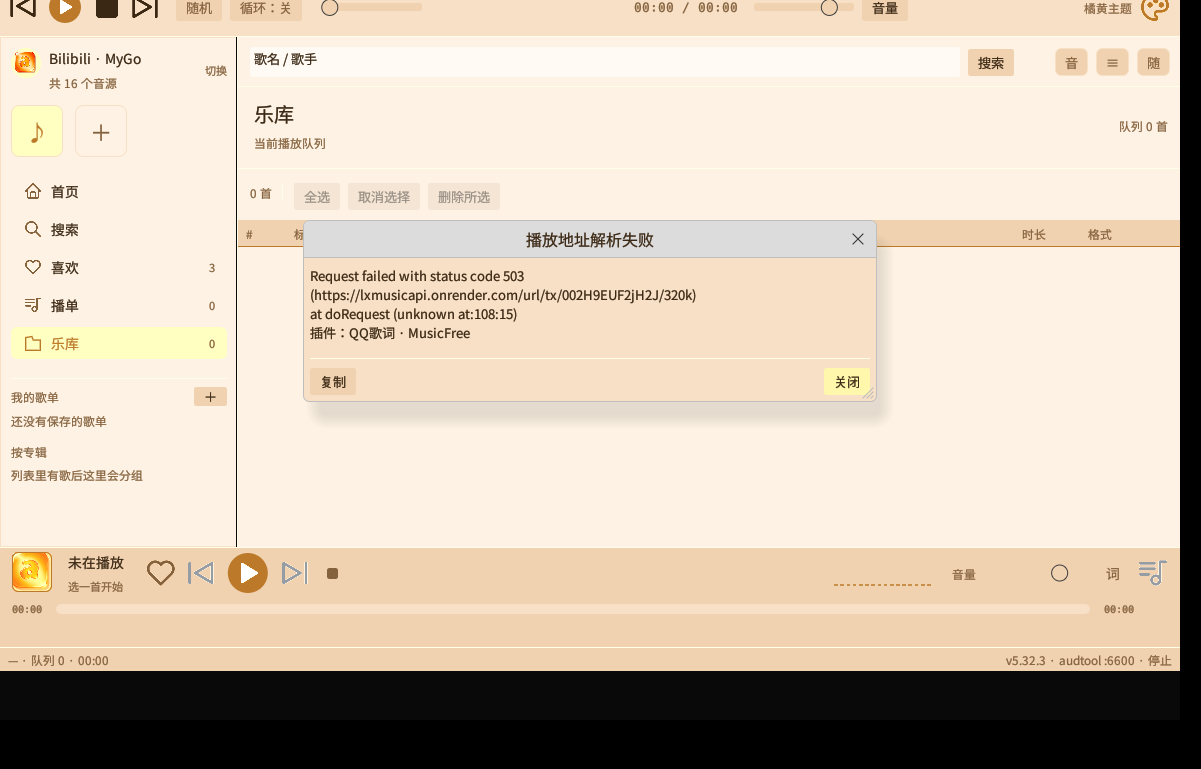 随机 循环：关 00:00 / 00:00 音量 橘黄主题
Bilibili · MyGo
共 16 个音源
切换
♪ +
首页
搜索
喜欢 3
播单 0
乐库 0
我的歌单 +
还没有保存的歌单
按专辑
列表里有歌后这里会分组
歌名 / 歌手 搜索 音 ≡ 随
乐库
当前播放队列
队列 0 首
0 首 全选 取消选择 删除所选
# 时长 格式
播放地址解析失败
Request failed with status code 503
(https://lxmusicapi.onrender.com/url/tx/002H9EUF2jH2J/320k)
at doRequest (unknown at:108:15)
插件：QQ歌词 · MusicFree
复制 关闭
未在播放
选一首开始
音量 词
00:00 00:00
— · 队列 0 · 00:00 v5.32.3 · audtool :6600 · 停止